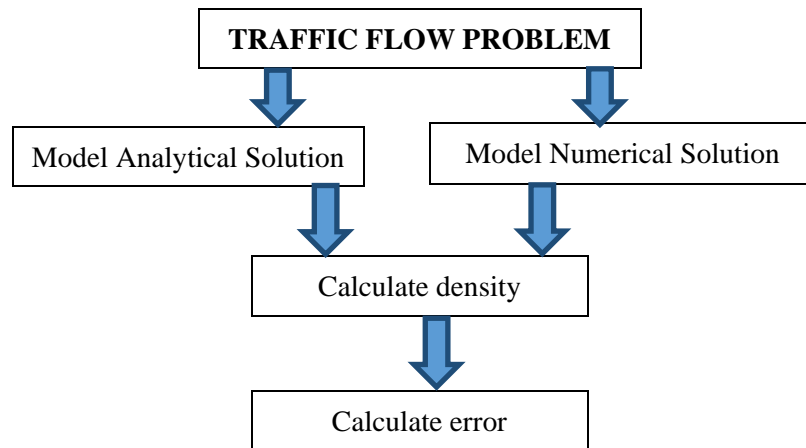 TRAFFIC FLOW PROBLEM
Model Analytical Solution
Model Numerical Solution
Calculate density
Calculate error